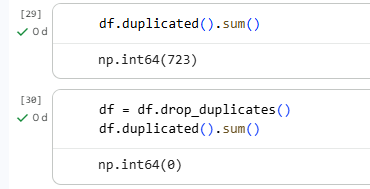 [29]
df.duplicated().sum()
0 d
np.int64(723)
[30]
df = df.drop_duplicates()
0 d
df.duplicated().sum()
np.int64(0)